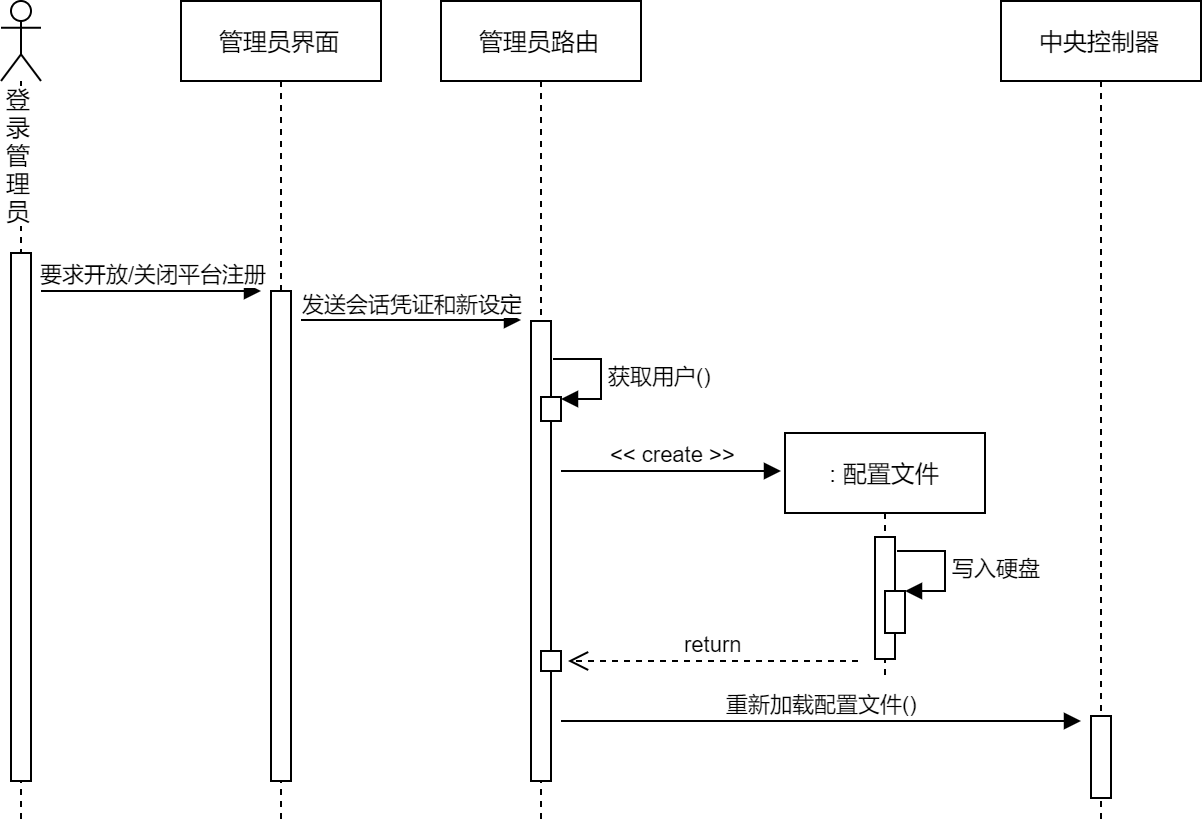 管理员界面
管理员路由
中央控制器
登
录
管
理
员
要求开放/关闭平台注册
发送会话凭证和新设定
获取用户()
<< create >>
: 配置文件
写入硬盘
return
重新加载配置文件()